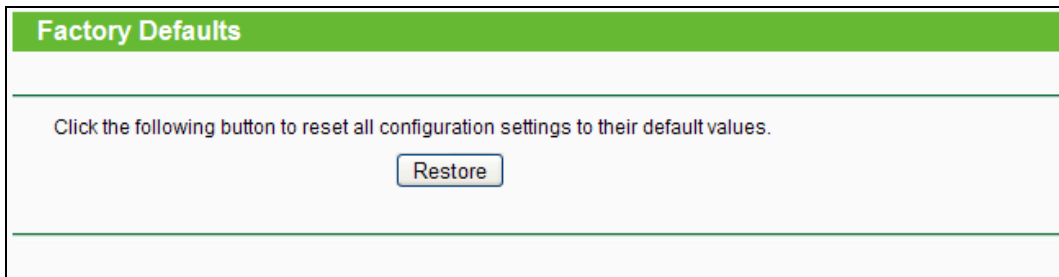 Factory Defaults
Click the following button to reset all configuration settings to their default values.
Restore